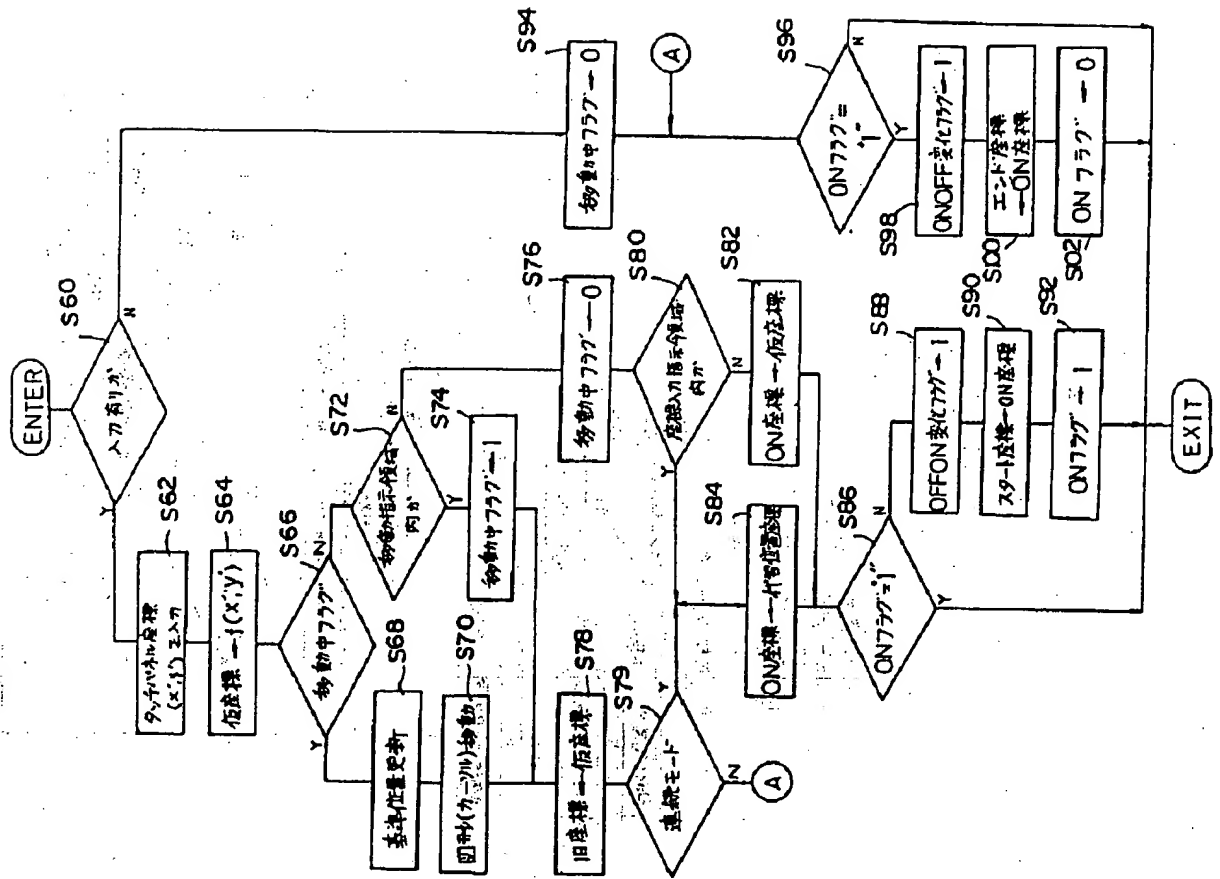 ENTER
S60
入力有りか
Y
N
S62
タッチパネル座標
(x',y')を入力
S64
仮座標←f(x',y')
S66
移動中フラグ
Y
N
S68
基準位置更新
S70
図形(カーソル)移動
S72
移動指示領域
内か
Y
N
S74
移動中フラグ←1
S78
旧座標←仮座標
S79
連続モード
Y
N
A
S76
移動中フラグ←0
S80
座標入力指示領域
内か
Y
N
S82
ON座標←仮座標
S84
ON座標←代替位置座標
S86
ONフラグ="1"
Y
N
S88
OFFON変化フラグ←1
S90
スタート座標←ON座標
S92
ONフラグ←1
S94
移動中フラグ←0
A
S96
ONフラグ=
"1"
Y
N
S98
ONOFF変化フラグ←1
S100
エンド座標
←ON座標
S102
ONフラグ←0
EXIT